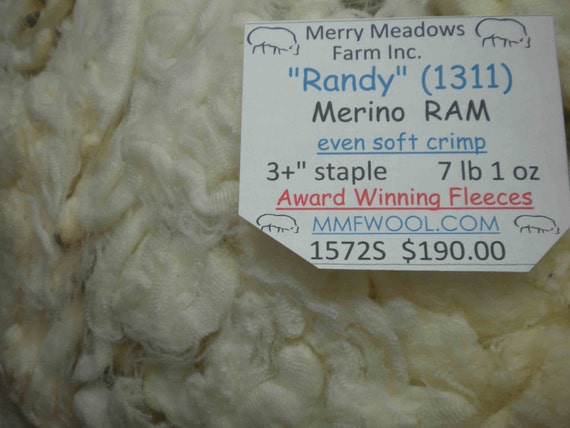 Merry Meadows
Farm Inc.
"Randy" (1311)
Merino RAM
even soft crimp
3+" staple 7 lb 1 oz
Award Winning Fleeces
MMFWOOL.COM
1572S $190.00